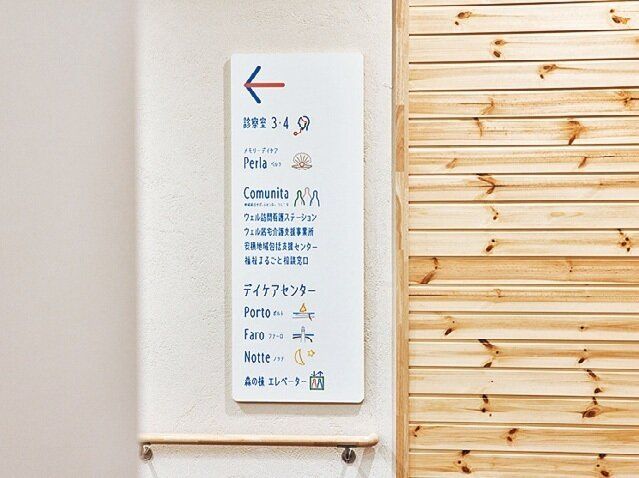 診察室 3・4
メモリーデイケア
Perla ペルラ
Comunita
ウェル訪問看護ステーション
ウェル居宅介護支援事業所
安積地域包括支援センター
福祉まるごと相談窓口
デイケアセンター
Porto ポルト
Faro ファーロ
Notte ノッテ
森の棟 エレベーター